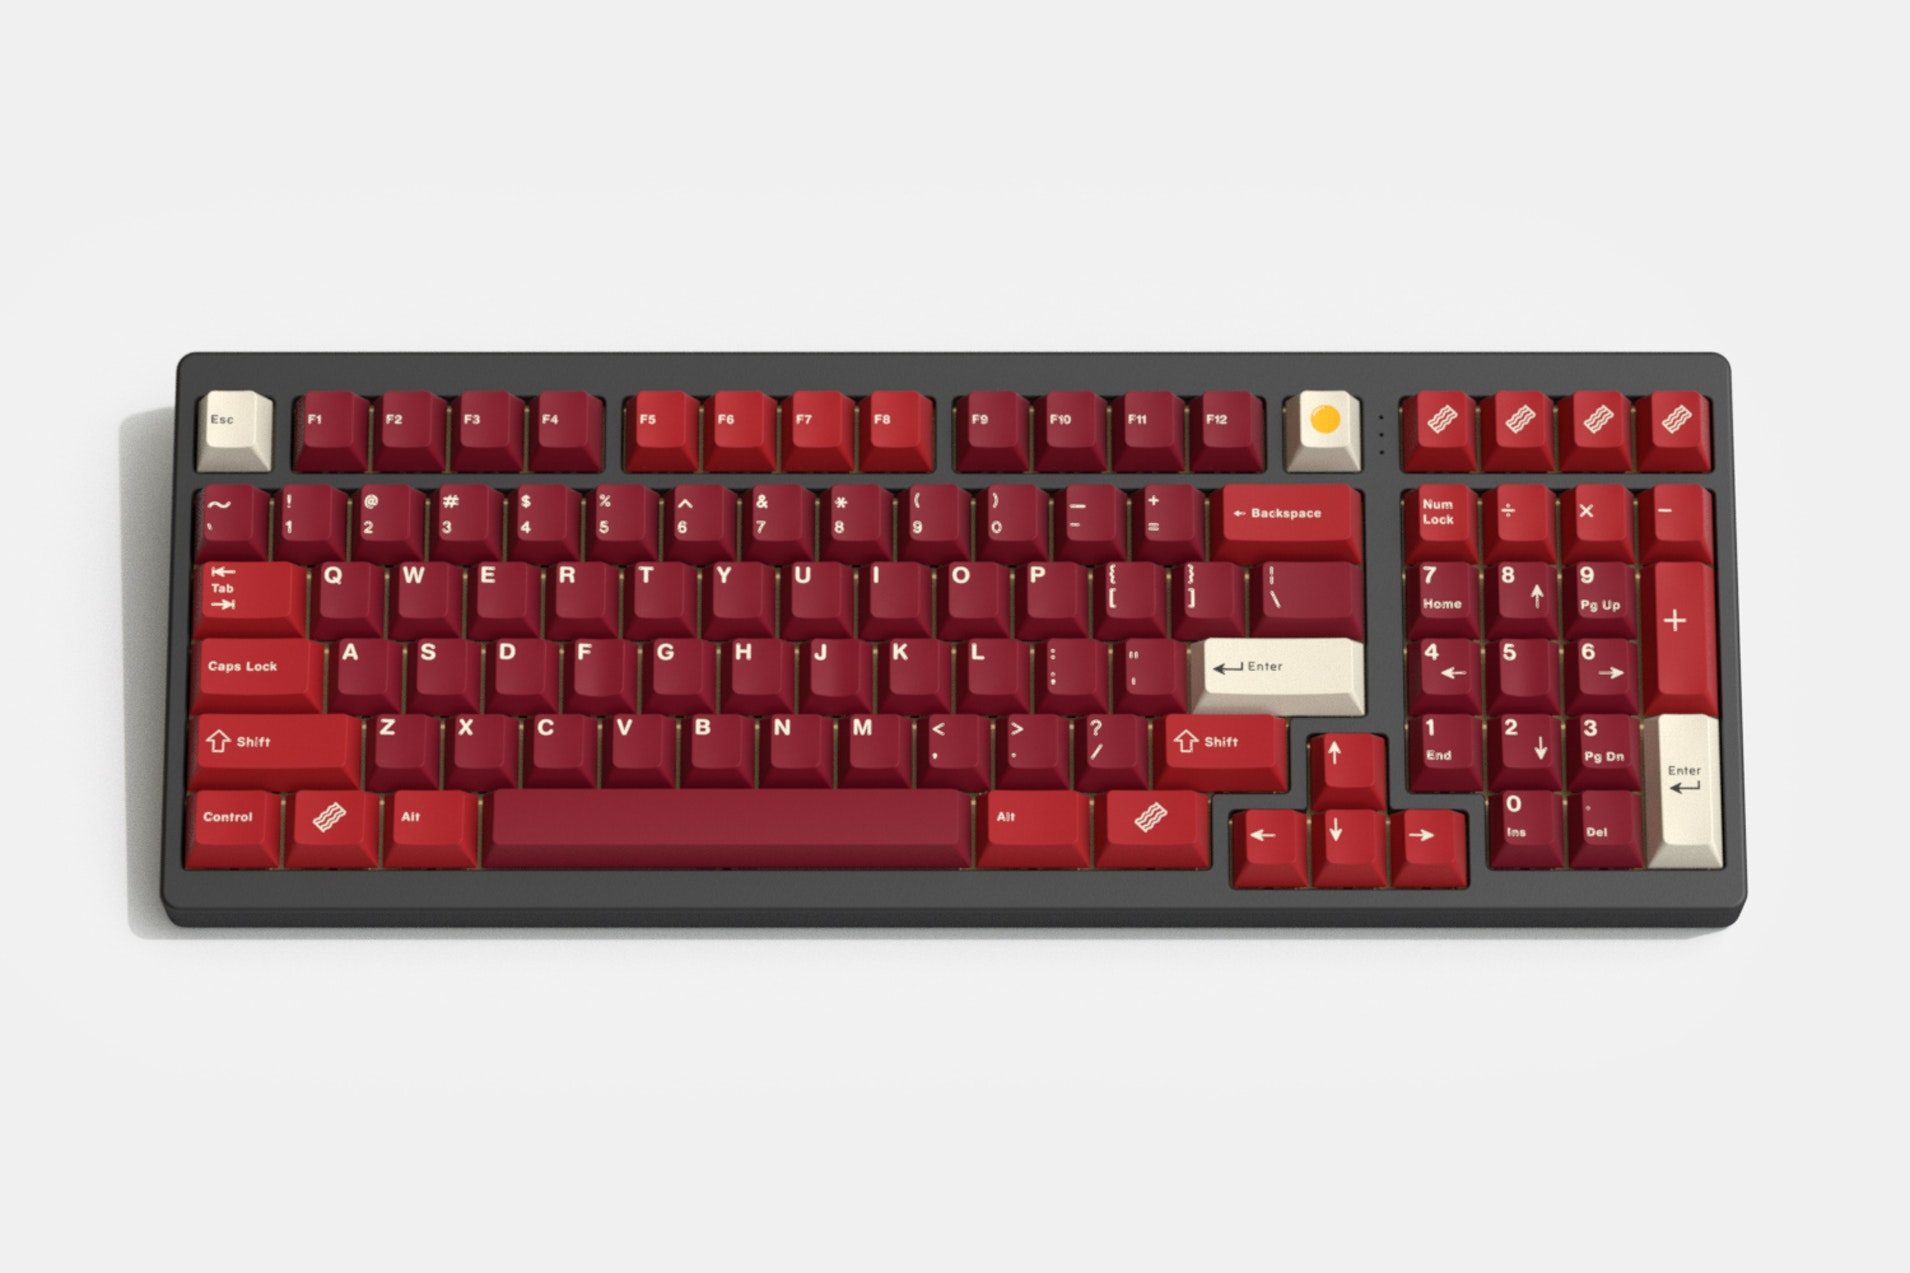 Esc F1 F2 F3 F4 F5 F6 F7 F8 F9 F10 F11 F12
~ ! @ # $ % ^ & * ( ) _ + ← Backspace Num Lock ÷ × −
` 1 2 3 4 5 6 7 8 9 0 - =
Tab Q W E R T Y U I O P { [ } ] | \ 7 Home 8 ↑ 9 Pg Up +
Caps Lock A S D F G H J K L : ; " ' Enter 4 ← 5 6 →
Shift Z X C V B N M < , > . ? / Shift ↑ 1 End 2 ↓ 3 Pg Dn Enter
Control Alt Alt ← ↓ → 0 Ins . Del